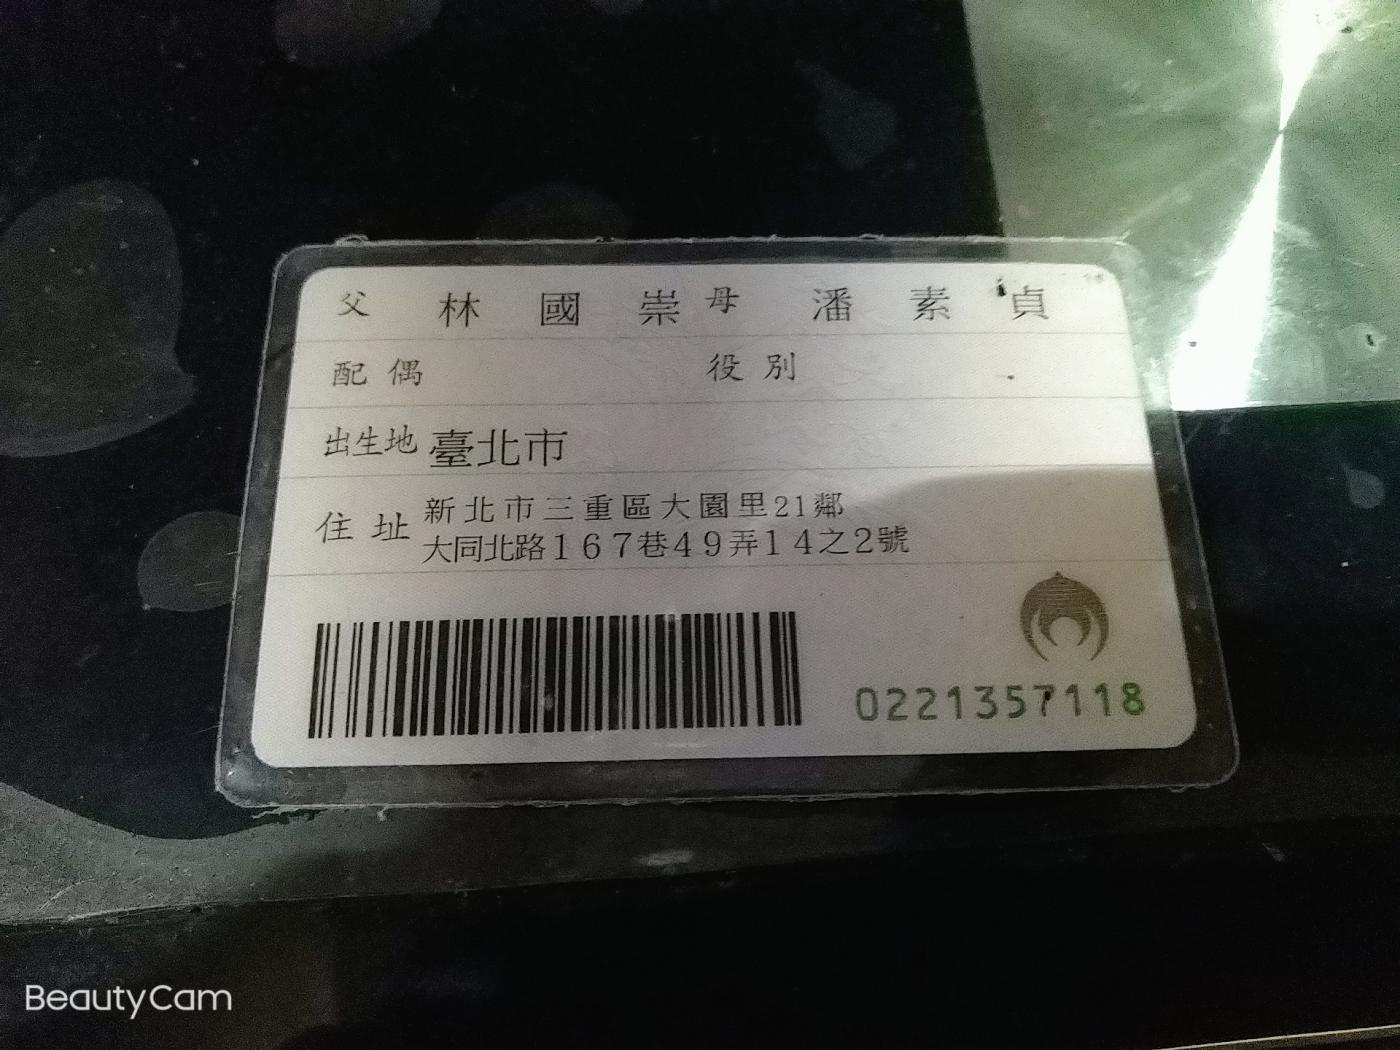 父 林國崇 母 潘素貞
配偶 役別
出生地 臺北市
住址 新北市三重區大園里21鄰
大同北路167巷49弄14之2號
0221357118
BeautyCam